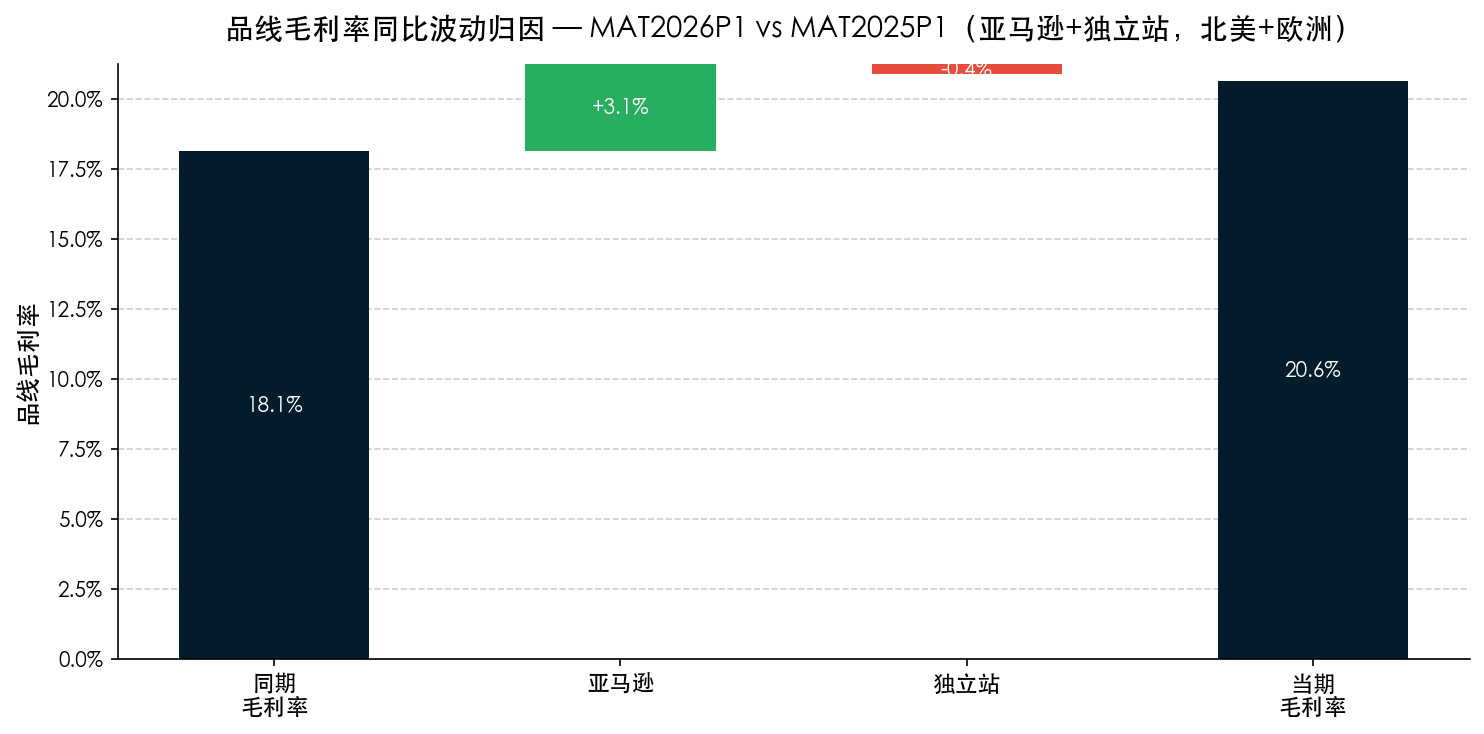 品线毛利率同比波动归因 — MAT2026P1 vs MAT2025P1（亚马逊+独立站，北美+欧洲）
品线毛利率
20.0%
17.5%
15.0%
12.5%
10.0%
7.5%
5.0%
2.5%
0.0%
18.1%
+3.1%
-0.4%
20.6%
同期
毛利率
亚马逊
独立站
当期
毛利率